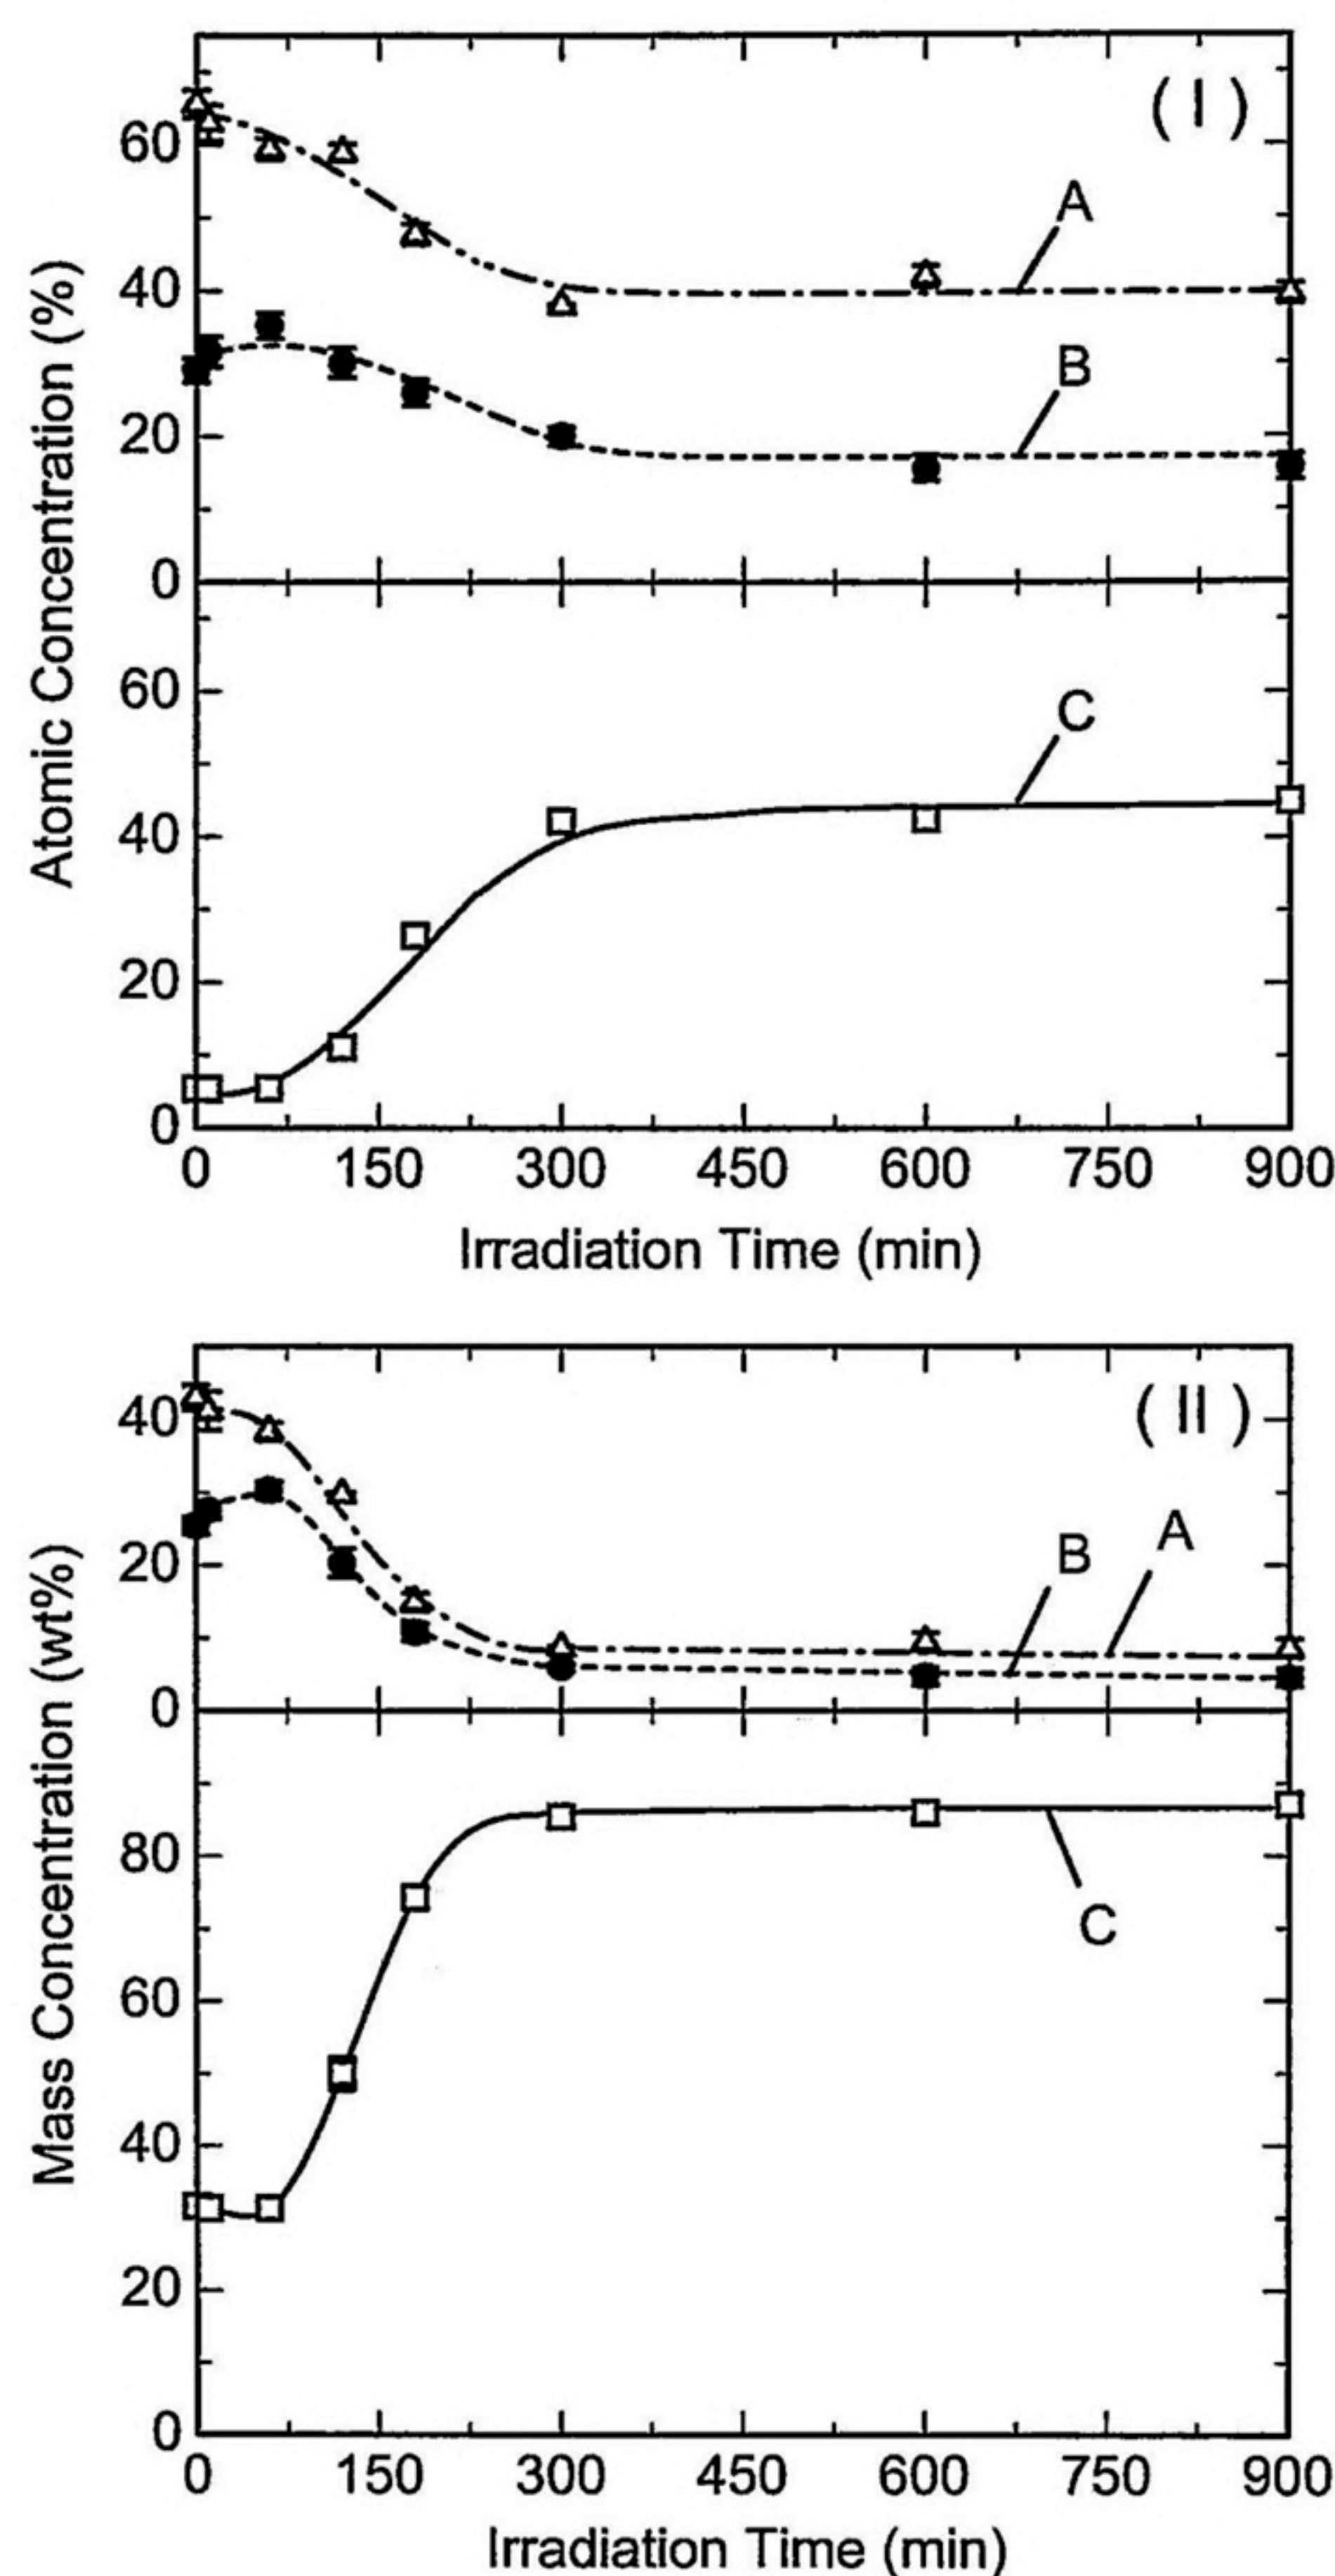 ( I )
60
A
40
B
20
0
60
C
40
20
0
0 150 300 450 600 750 900
Atomic Concentration (%)
Irradiation Time (min)
( II )
40
A
B
20
0
80
C
60
40
20
0
0 150 300 450 600 750 900
Mass Concentration (wt%)
Irradiation Time (min)